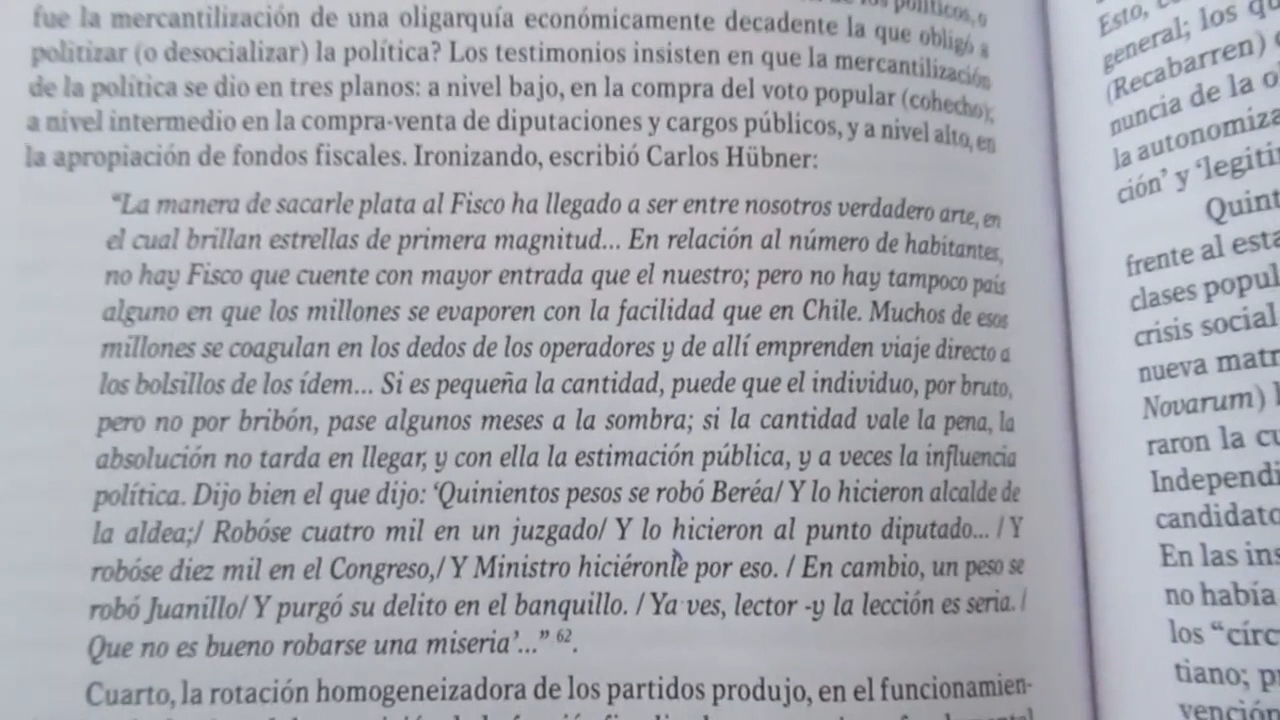 políticos, o
fue la mercantilización de una oligarquía económicamente decadente la que obligó a
politizar (o desocializar) la política? Los testimonios insisten en que la mercantilización
de la política se dio en tres planos: a nivel bajo, en la compra del voto popular (cohecho);
a nivel intermedio en la compra-venta de diputaciones y cargos públicos, y a nivel alto, en
la apropiación de fondos fiscales. Ironizando, escribió Carlos Hübner:
“La manera de sacarle plata al Fisco ha llegado a ser entre nosotros verdadero arte, en
el cual brillan estrellas de primera magnitud... En relación al número de habitantes,
no hay Fisco que cuente con mayor entrada que el nuestro; pero no hay tampoco país
alguno en que los millones se evaporen con la facilidad que en Chile. Muchos de esos
millones se coagulan en los dedos de los operadores y de allí emprenden viaje directo a
los bolsillos de los ídem... Si es pequeña la cantidad, puede que el individuo, por bruto,
pero no por bribón, pase algunos meses a la sombra; si la cantidad vale la pena, la
absolución no tarda en llegar, y con ella la estimación pública, y a veces la influencia
política. Dijo bien el que dijo: ‘Quinientos pesos se robó Beréa/ Y lo hicieron alcalde de
la aldea;/ Robóse cuatro mil en un juzgado/ Y lo hicieron al punto diputado... / Y
robóse diez mil en el Congreso,/ Y Ministro hiciéronle por eso. / En cambio, un peso se
robó Juanillo/ Y purgó su delito en el banquillo. / Ya ves, lector -y la lección es seria. /
Que no es bueno robarse una miseria’...” 62.
Cuarto, la rotación homogeneizadora de los partidos produjo, en el funcionamien-
Esto,
general; los
(Recabarren)
nuncia de la
la autonomiza
ción’ y ‘legiti
Quint
frente al esta
clases popul
crisis social
nueva matr
Novarum)
raron la cu
Independi
candidato
En las ins
no había
los “círc
tiano; p
vención